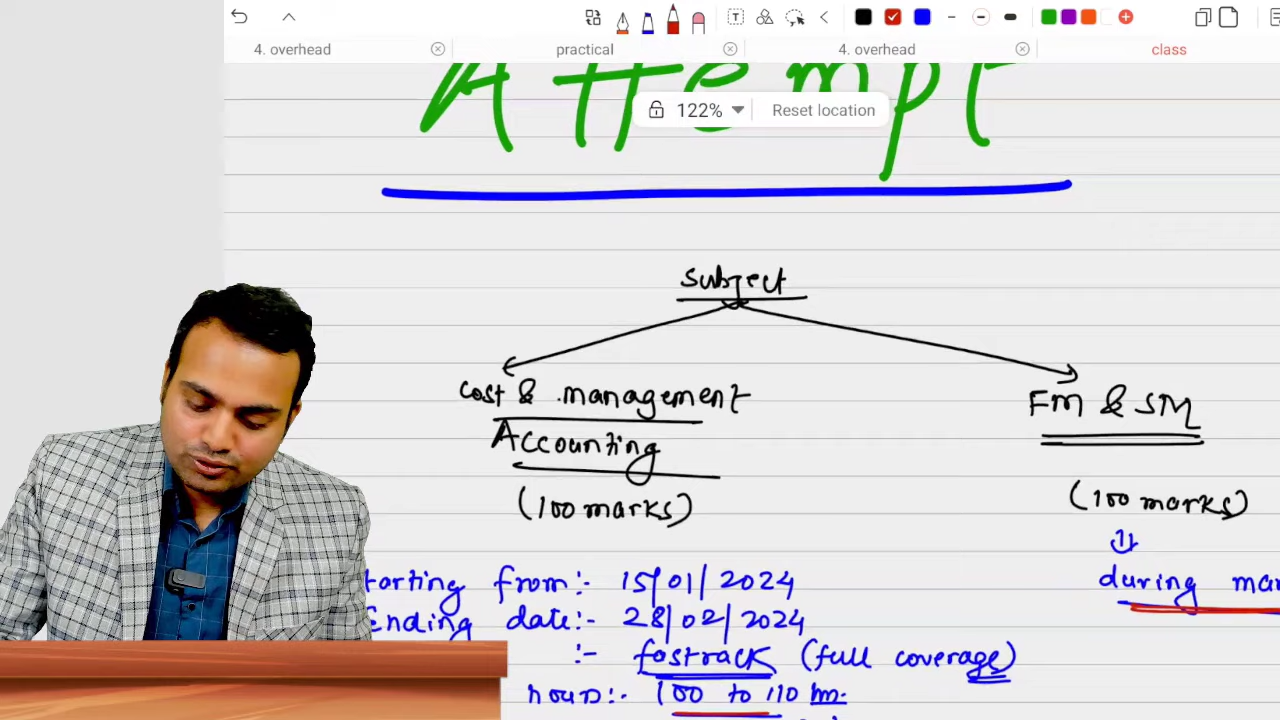 4. overhead
practical
4. overhead
class
Attempt
122%
Reset location
Subject
Cost & management
Accounting
(100 marks)
FM & SM
(100 marks)
during
tarting from:- 15/01/2024
Ending date:- 28/02/2024
:- fastrack (full coverage)
hours:- 100 to 110 hrs.